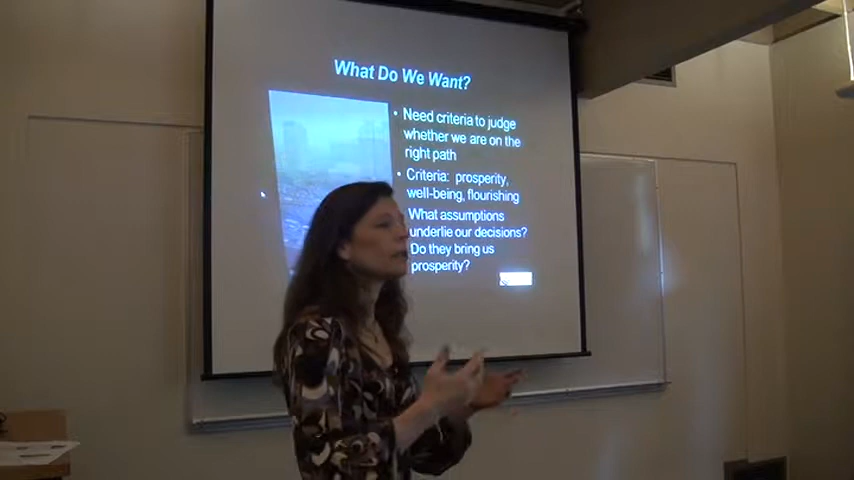 What Do We Want?
• Need criteria to judge
whether we are on the
right path
• Criteria: prosperity,
well-being, flourishing
What assumptions
underlie our decisions?
Do they bring us
prosperity?